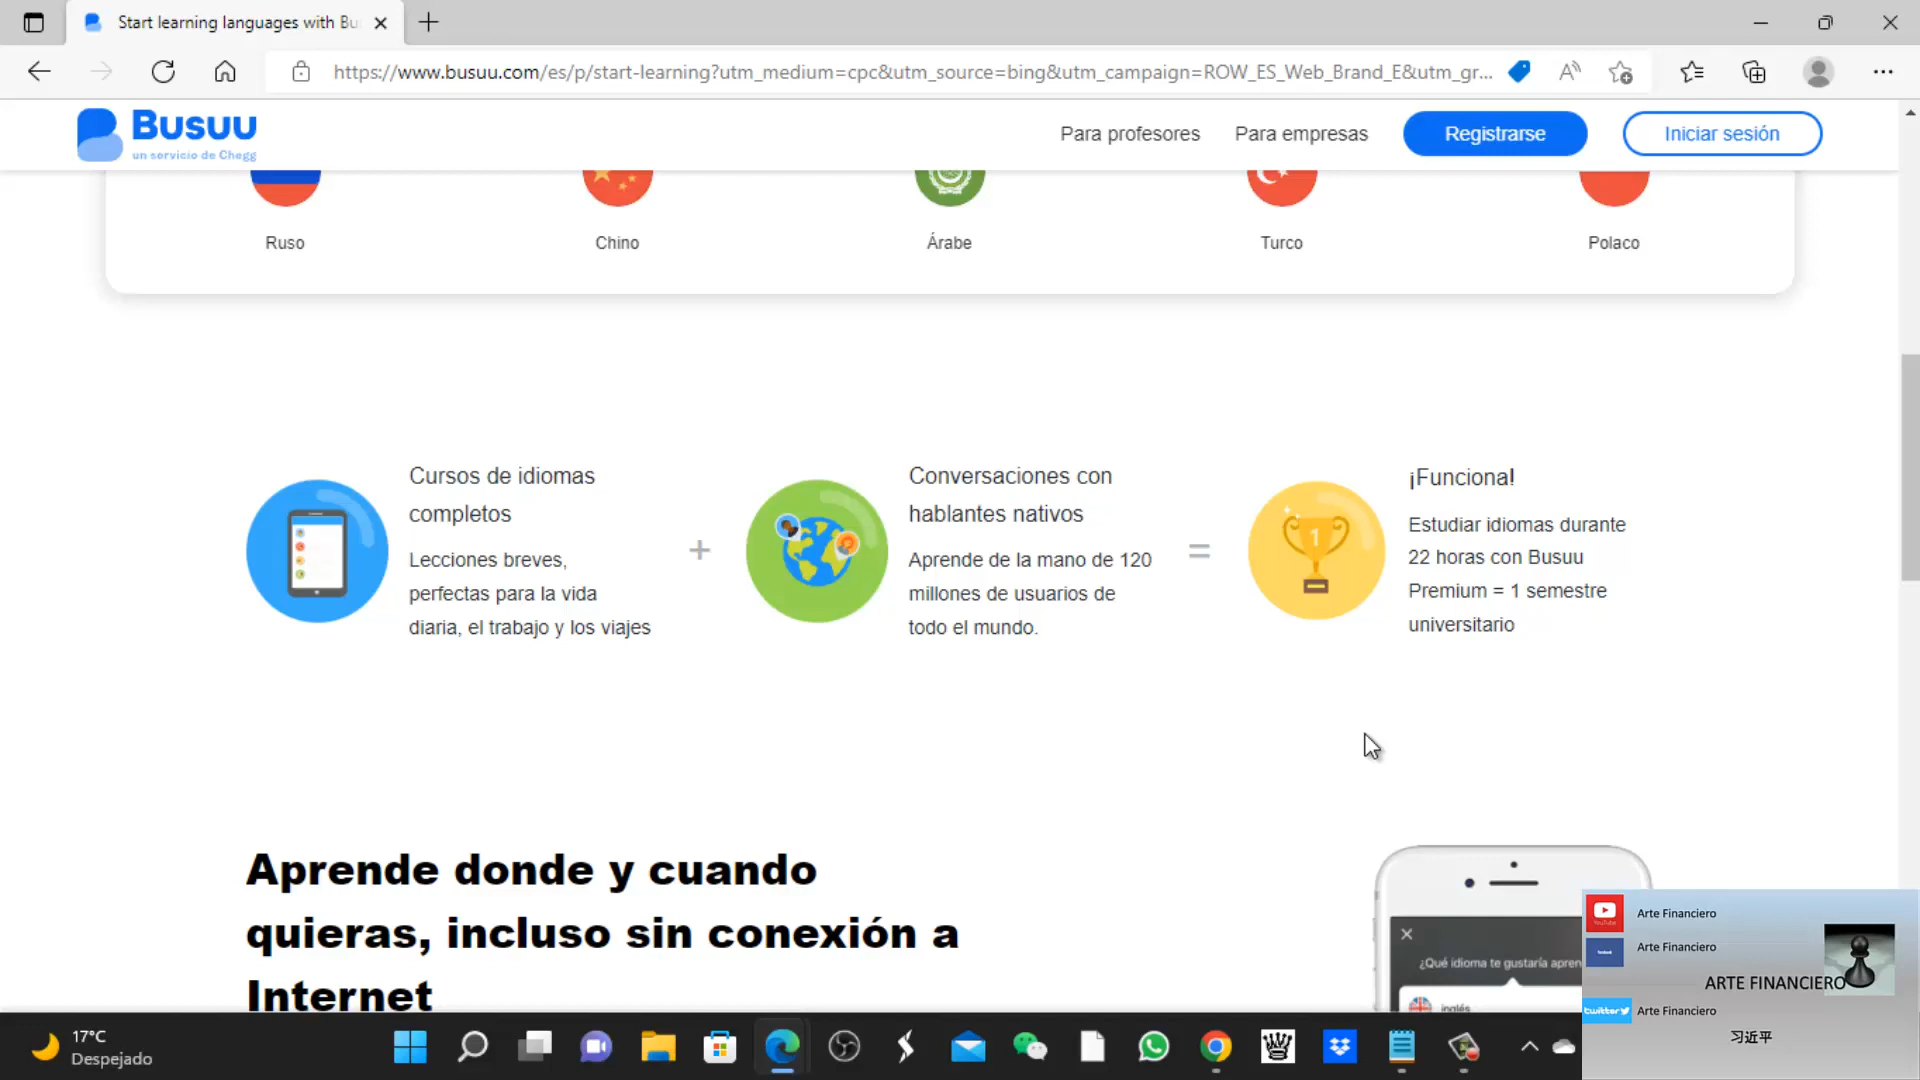 Start learning languages with Bu
https://www.busuu.com/es/p/start-learning?utm_medium=cpc&utm_source=bing&utm_campaign=ROW_ES_Web_Brand_E&utm_gr...
Busuu
un servicio de Chegg
Para profesores
Para empresas
Registrarse
Iniciar sesión
Ruso
Chino
Árabe
Turco
Polaco
Cursos de idiomas
completos
Lecciones breves,
perfectas para la vida
diaria, el trabajo y los viajes
+
Conversaciones con
hablantes nativos
Aprende de la mano de 120
millones de usuarios de
todo el mundo.
=
1
¡Funciona!
Estudiar idiomas durante
22 horas con Busuu
Premium = 1 semestre
universitario
Aprende donde y cuando
quieras, incluso sin conexión a
Internet
¿Qué idioma te gustaría apren
inglés
YouTube
Arte Financiero
Arte Financiero
ARTE FINANCIERO
twitter
Arte Financiero
习近平
17°C
Despejado